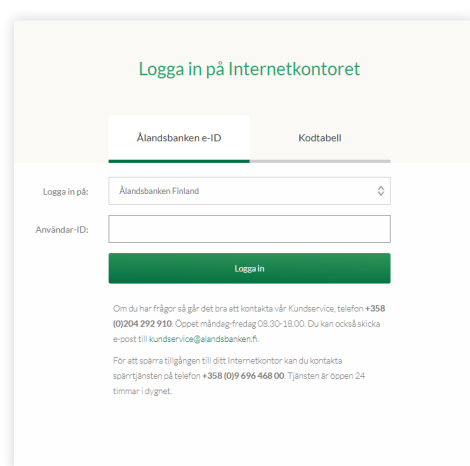 Logga in på Internetkontoret
Ålandsbanken e-ID
Kodtabell
Logga in på:
Ålandsbanken Finland
Användar-ID:
Logga in
Om du har frågor så går det bra att kontakta vår Kundservice, telefon +358
(0)204 292 910. Öppet måndag-fredag 08.30-18.00. Du kan också skicka
e-post till kundservice@alandsbanken.fi.
För att spärra tillgången till ditt Internetkontor kan du kontakta
spärrtjänsten på telefon +358 (0)9 696 468 00. Tjänsten är öppen 24
timmar i dygnet.